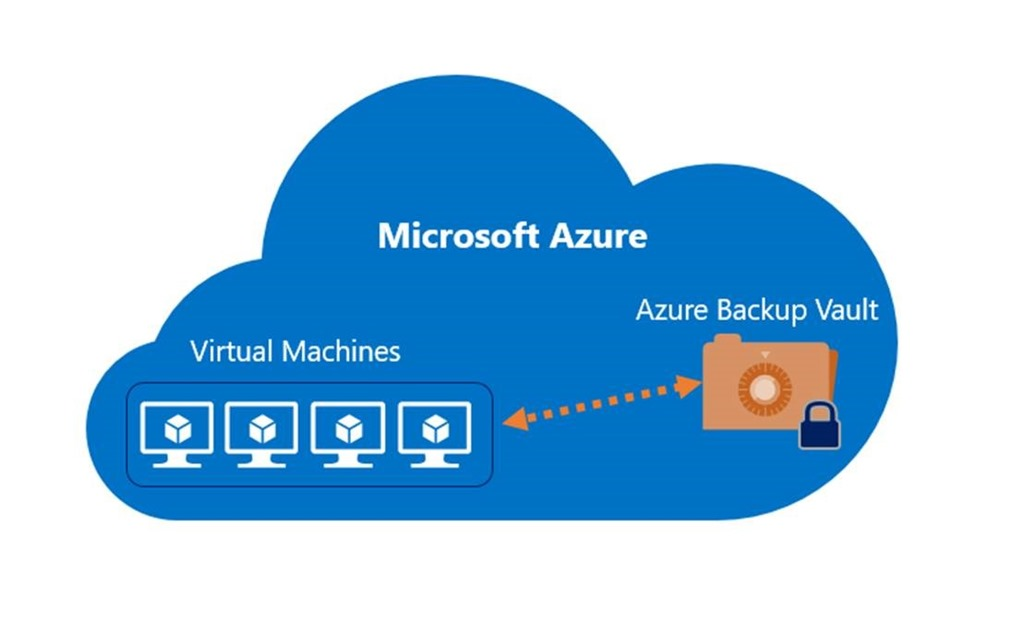 Microsoft Azure
Azure Backup Vault
Virtual Machines